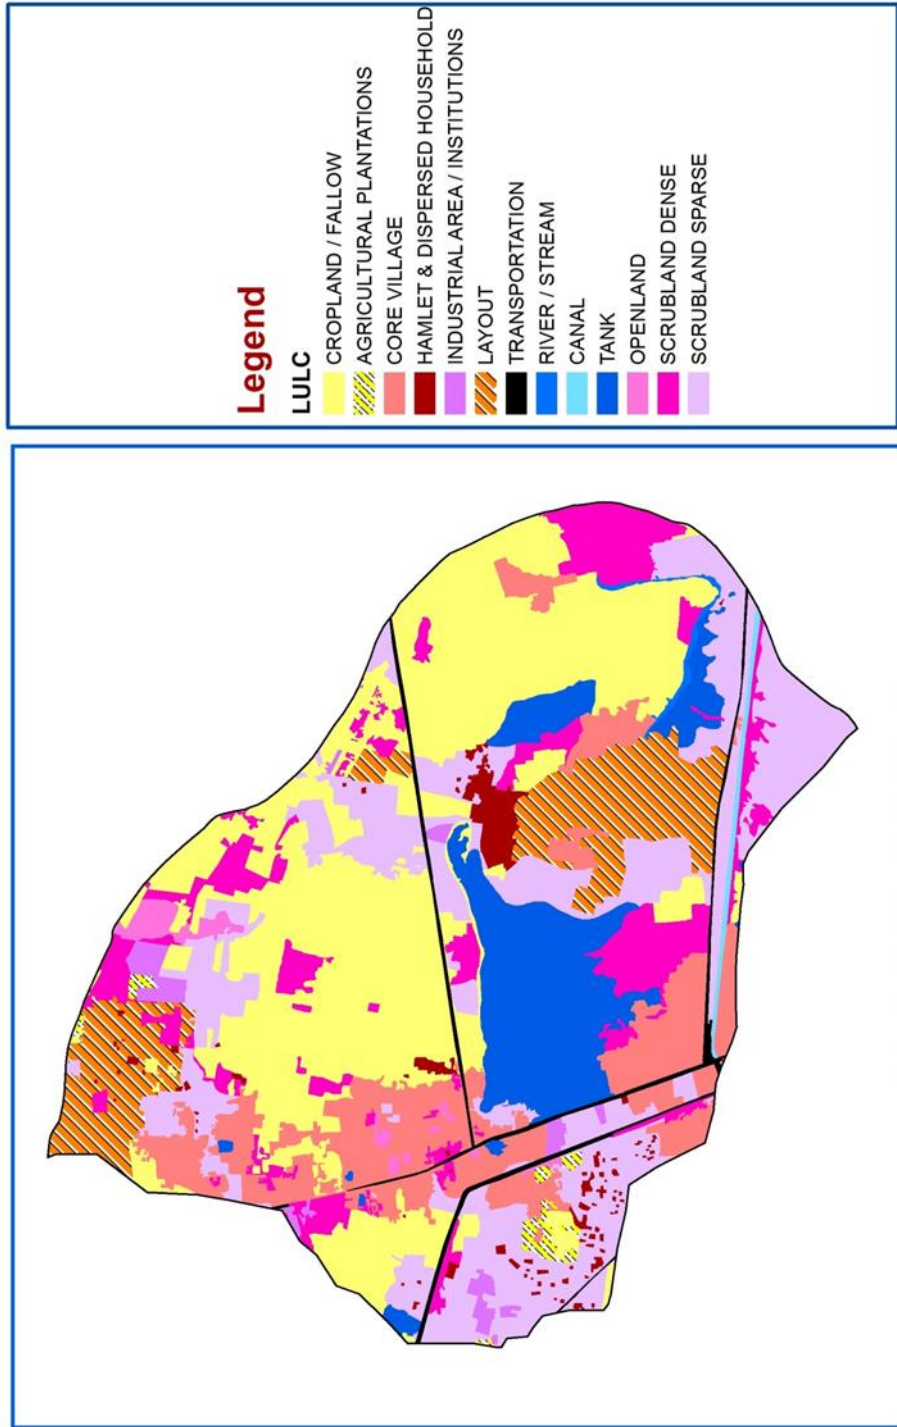 Legend
LULC
CROPLAND / FALLOW
AGRICULTURAL PLANTATIONS
CORE VILLAGE
HAMLET & DISPERSED HOUSEHOLD
INDUSTRIAL AREA / INSTITUTIONS
LAYOUT
TRANSPORTATION
RIVER / STREAM
CANAL
TANK
OPENLAND
SCRUBLAND DENSE
SCRUBLAND SPARSE